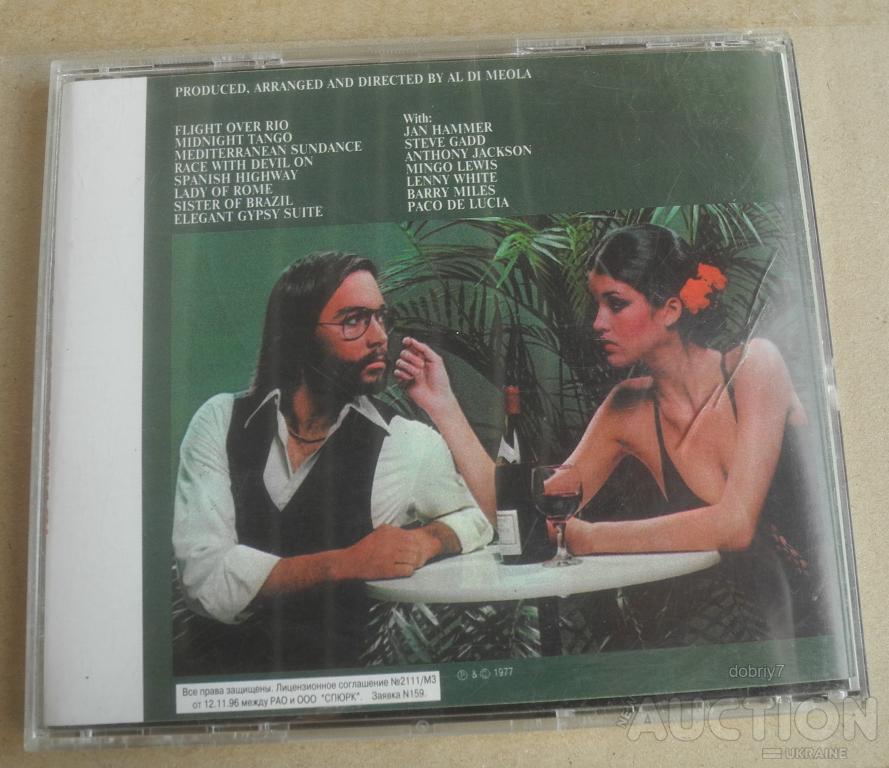 PRODUCED, ARRANGED AND DIRECTED BY AL DI MEOLA
FLIGHT OVER RIO
MIDNIGHT TANGO
MEDITERRANEAN SUNDANCE
RACE WITH DEVIL ON
SPANISH HIGHWAY
LADY OF ROME
SISTER OF BRAZIL
ELEGANT GYPSY SUITE
With:
JAN HAMMER
STEVE GADD
ANTHONY JACKSON
MINGO LEWIS
LENNY WHITE
BARRY MILES
PACO DE LUCIA
Все права защищены. Лицензионное соглашение №2111/М3
от 12.11.96 между РАО и ООО "СПЮРК". Заявка N159.
℗ & © 1977
dobriy7
AUCTION
UKRAINE